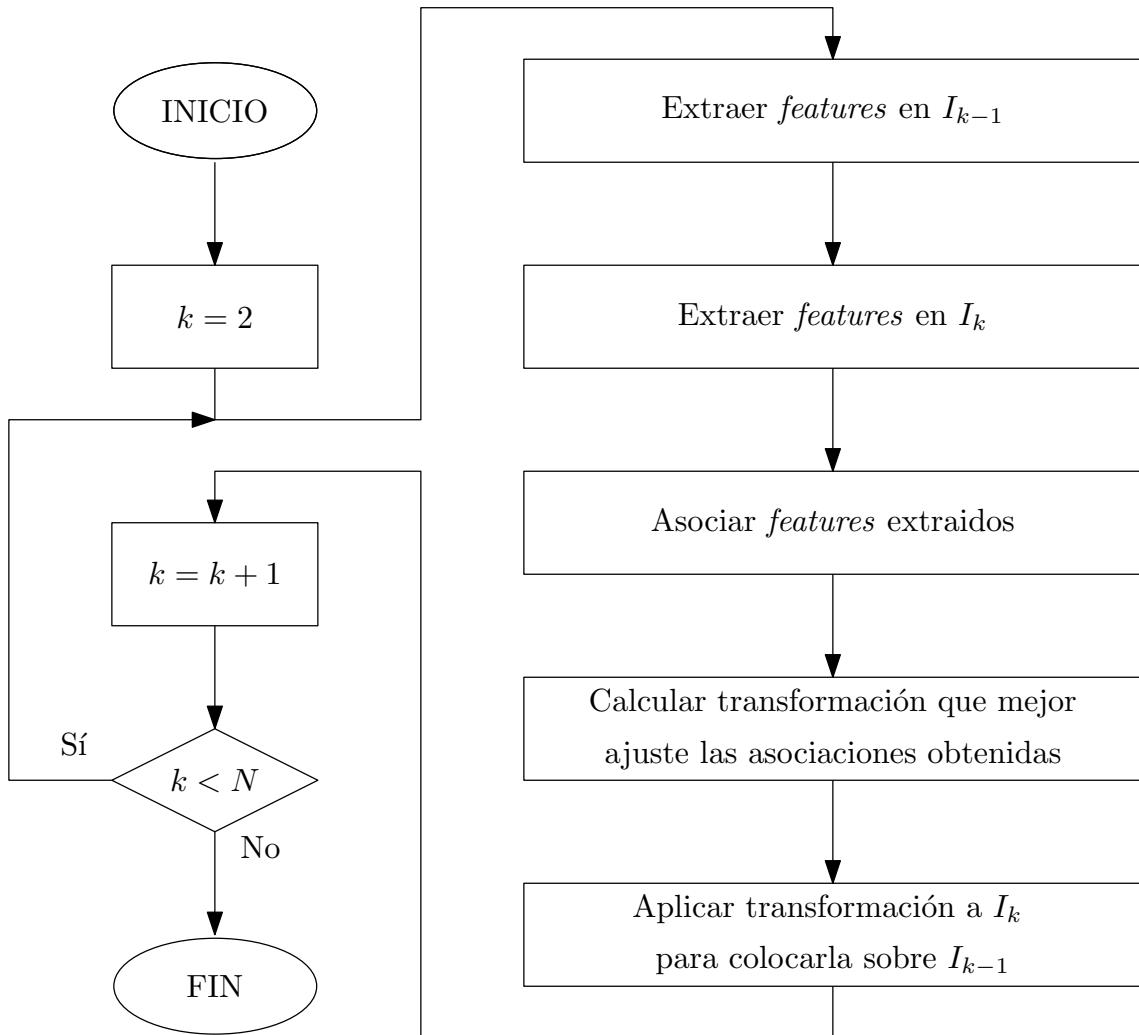 INICIO
k = 2
Extraer features en I_{k−1}
Extraer features en I_k
Asociar features extraidos
Calcular transformación que mejor
ajuste las asociaciones obtenidas
Aplicar transformación a I_k
para colocarla sobre I_{k−1}
k = k + 1
k < N
Sí
No
FIN